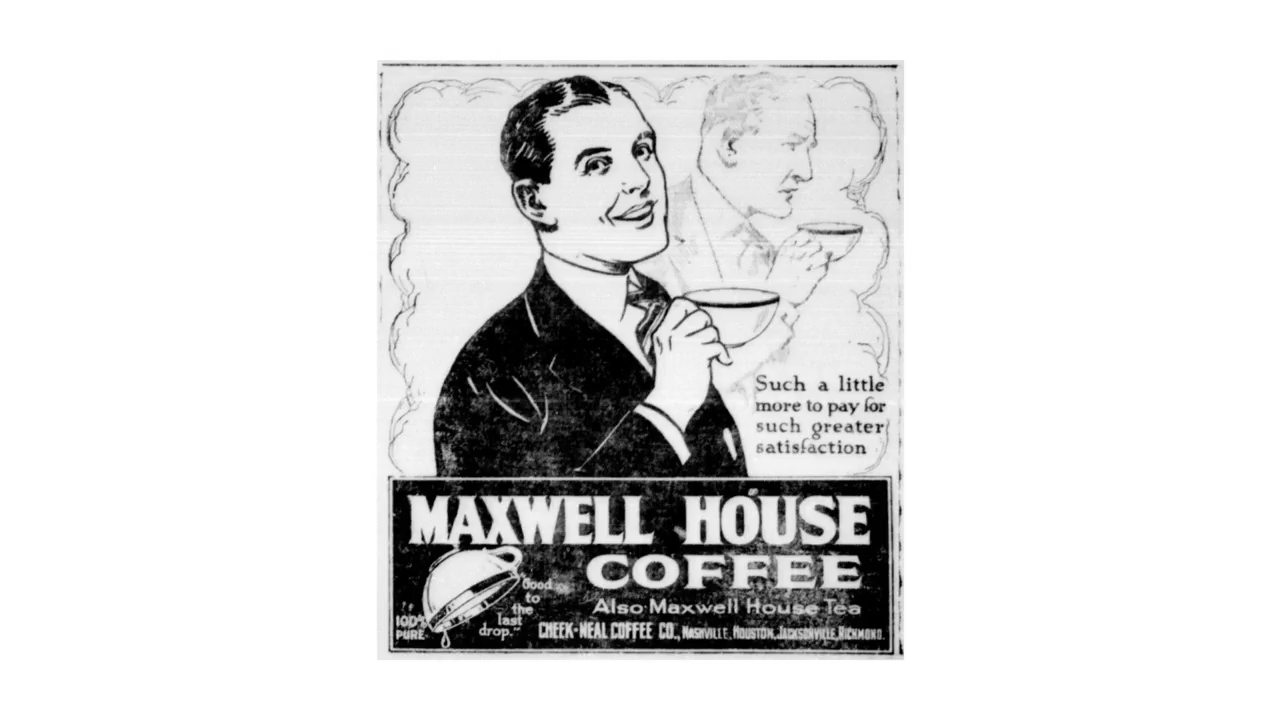 Such a little
more to pay for
such greater
satisfaction
MAXWELL HOUSE
COFFEE
Also Maxwell House Tea
"Good
to
the
last
drop."
100%
PURE
CHEEK-NEAL COFFEE CO., NASHVILLE, HOUSTON, JACKSONVILLE, RICHMOND.